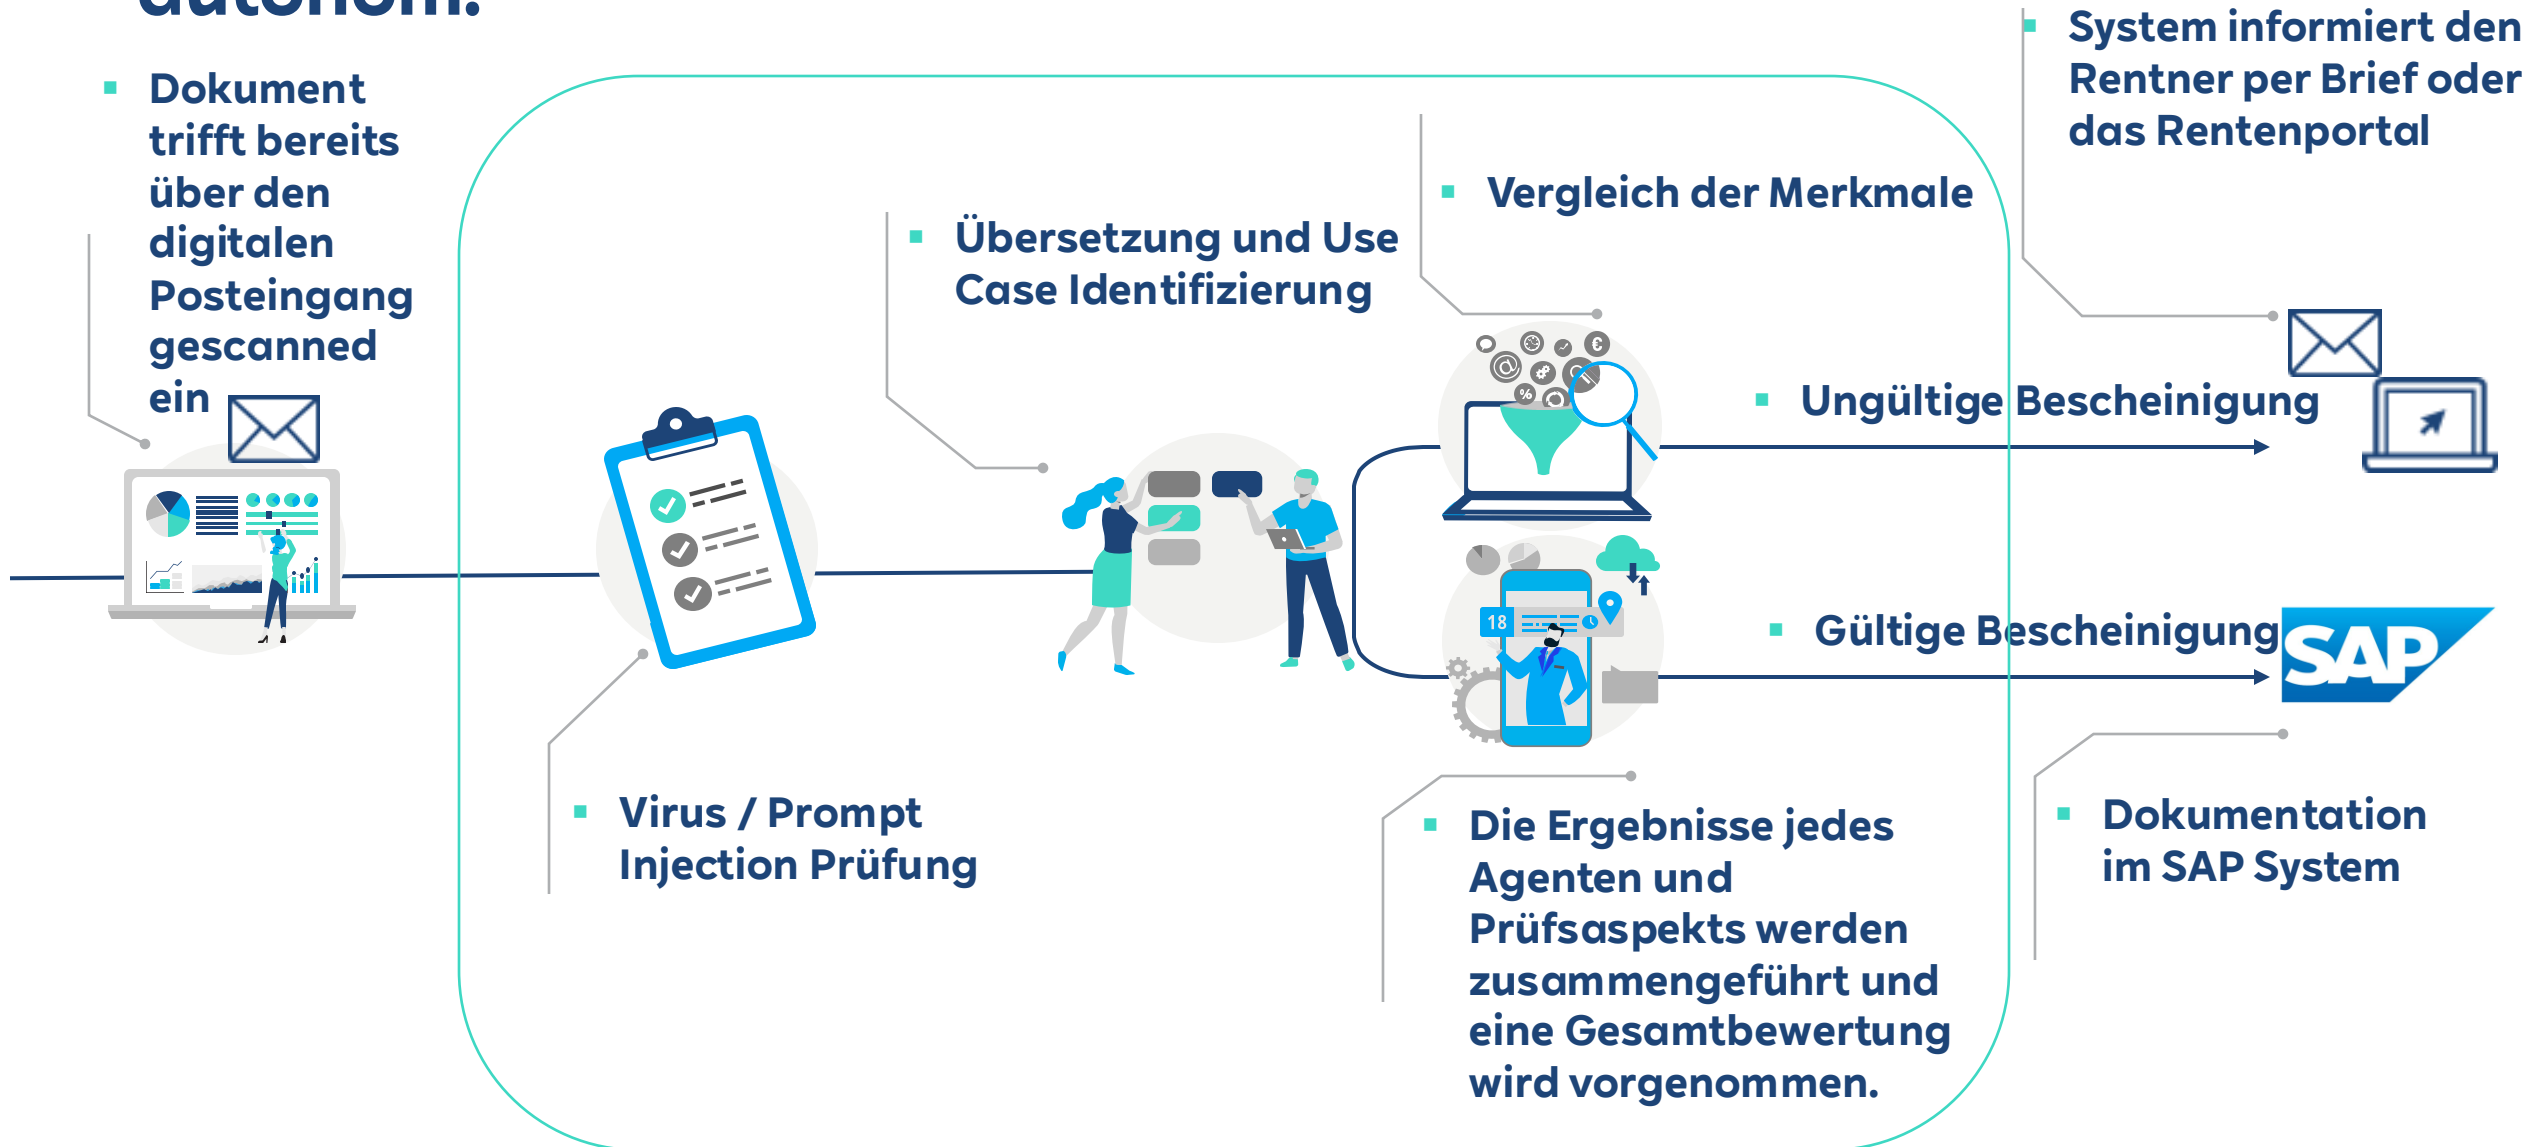 autonom.
Dokument
trifft bereits
über den
digitalen
Posteingang
gescanned
ein
Virus / Prompt
Injection Prüfung
Übersetzung und Use
Case Identifizierung
Vergleich der Merkmale
Die Ergebnisse jedes
Agenten und
Prüfsaspekts werden
zusammengeführt und
eine Gesamtbewertung
wird vorgenommen.
18
Ungültige Bescheinigung
Gültige Bescheinigung
System informiert den
Rentner per Brief oder
das Rentenportal
SAP
Dokumentation
im SAP System